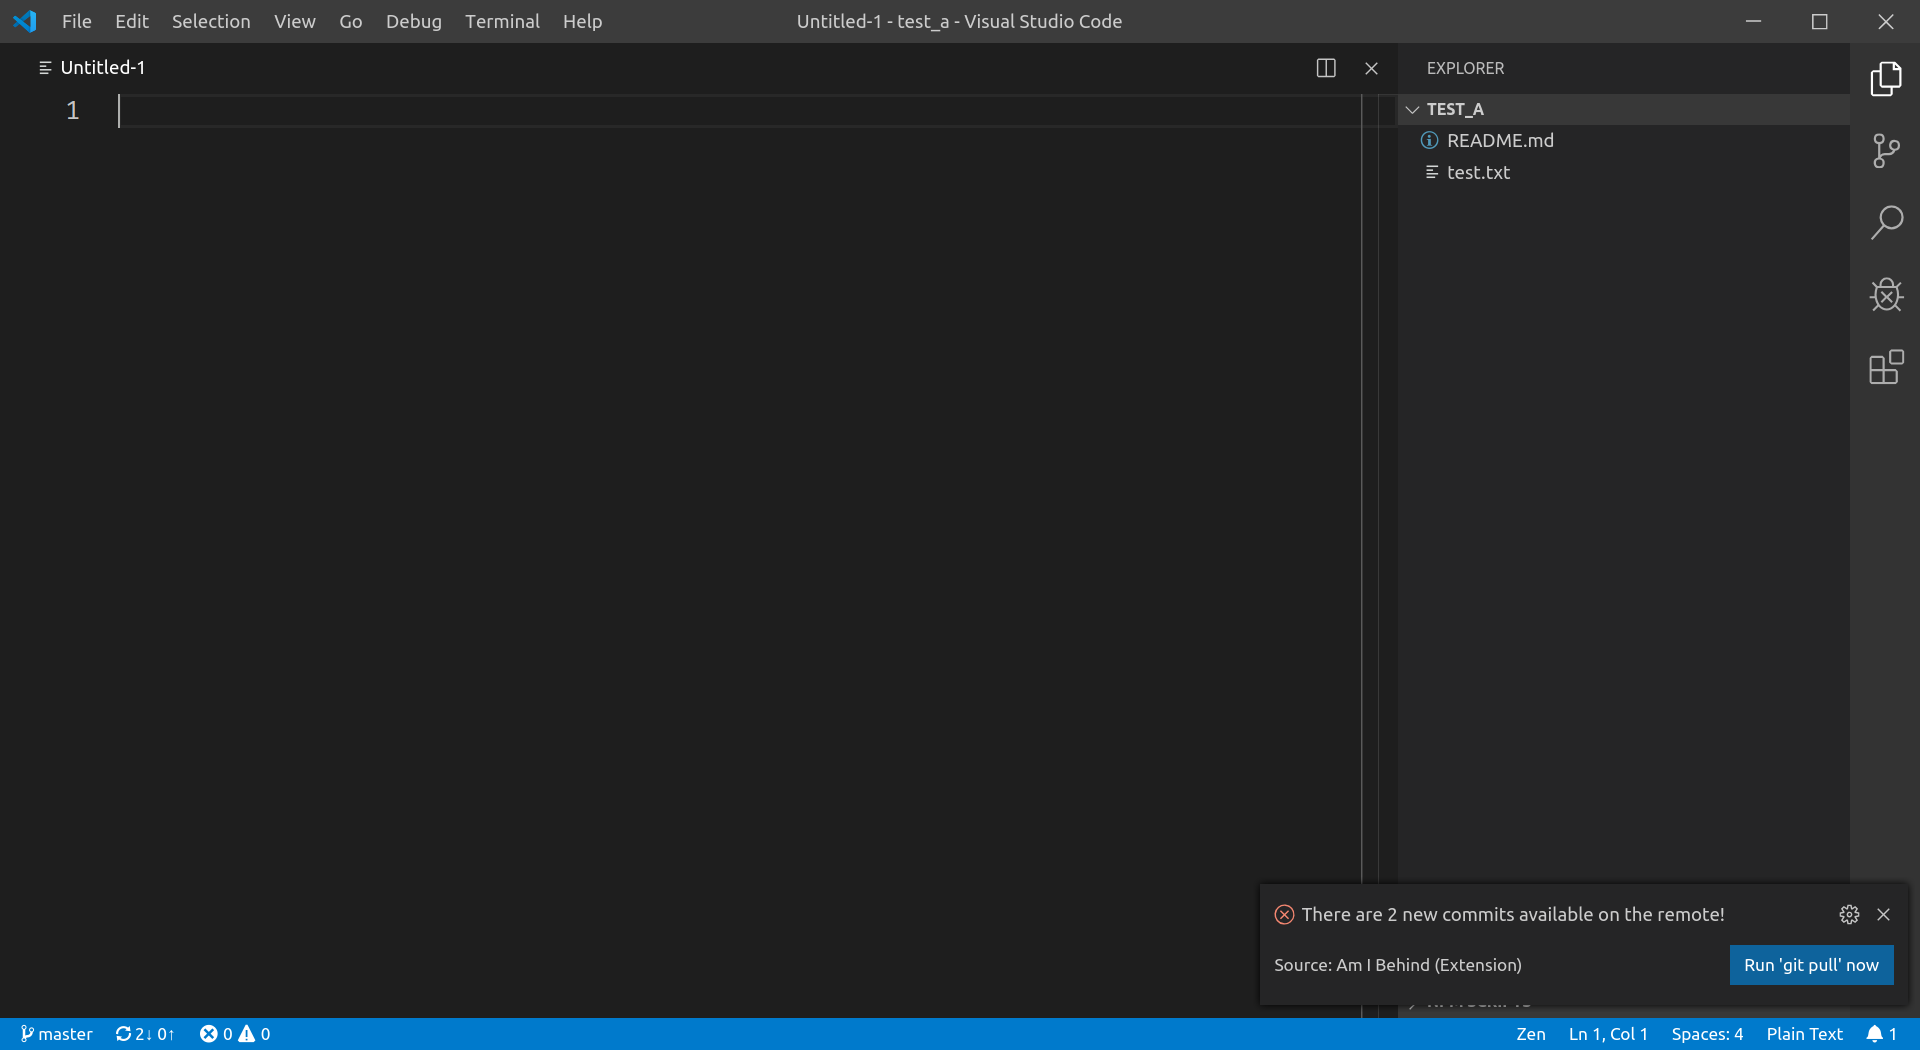 File Edit Selection View Go Debug Terminal Help
Untitled-1 - test_a - Visual Studio Code
Untitled-1
1
EXPLORER
TEST_A
README.md
test.txt
There are 2 new commits available on the remote!
Source: Am I Behind (Extension)
Run 'git pull' now
master 2↓ 0↑ 0 0
Zen Ln 1, Col 1 Spaces: 4 Plain Text 1